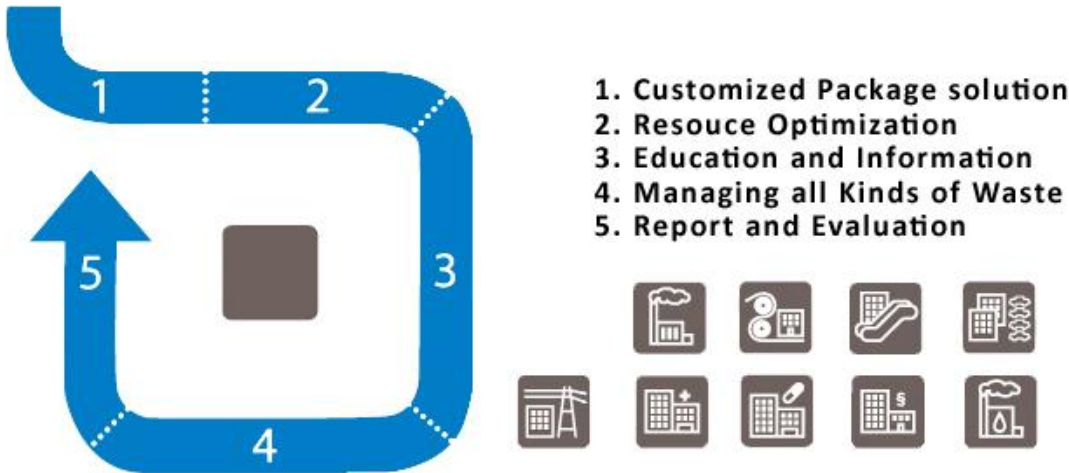 1
2
3
4
5
1. Customized Package solution
2. Resouce Optimization
3. Education and Information
4. Managing all Kinds of Waste
5. Report and Evaluation
§